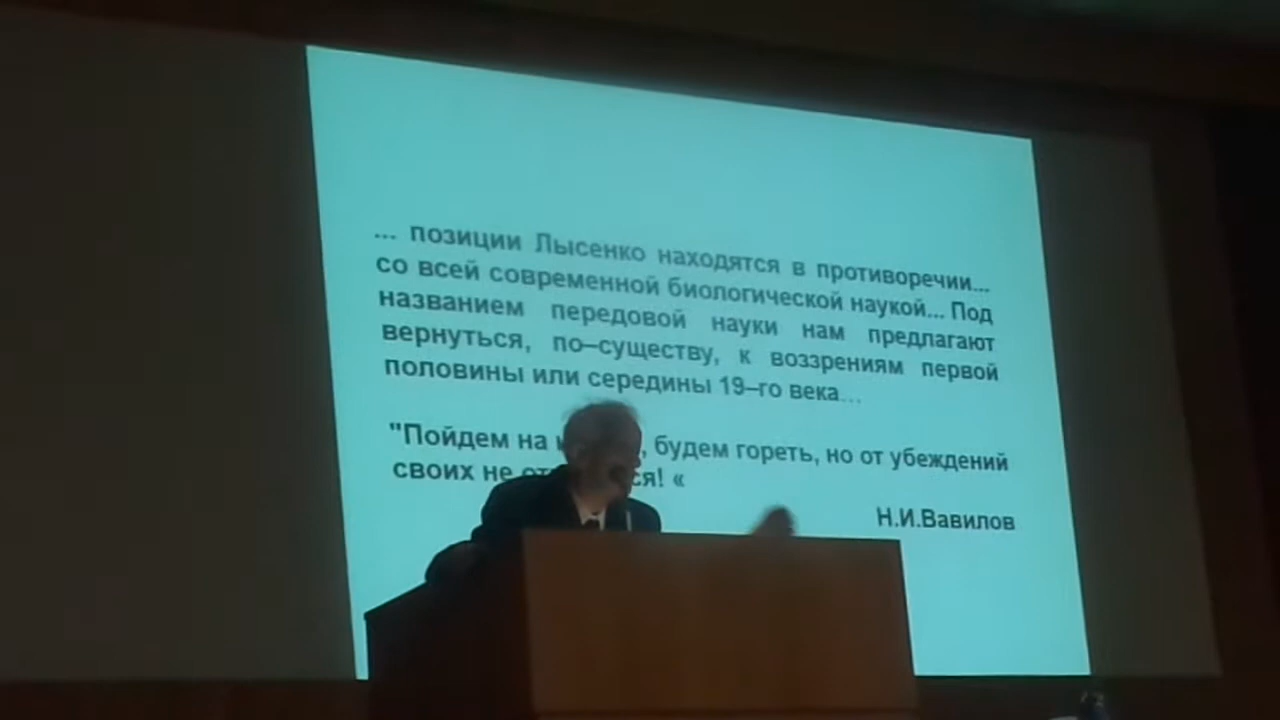 ... позиции Лысенко находятся в противоречии...
со всей современной биологической наукой... Под
названием передовой науки нам предлагают
вернуться, по–существу, к воззрениям первой
половины или середины 19–го века...
"Пойдем на , будем гореть, но от убеждений
своих не ! «
Н.И.Вавилов